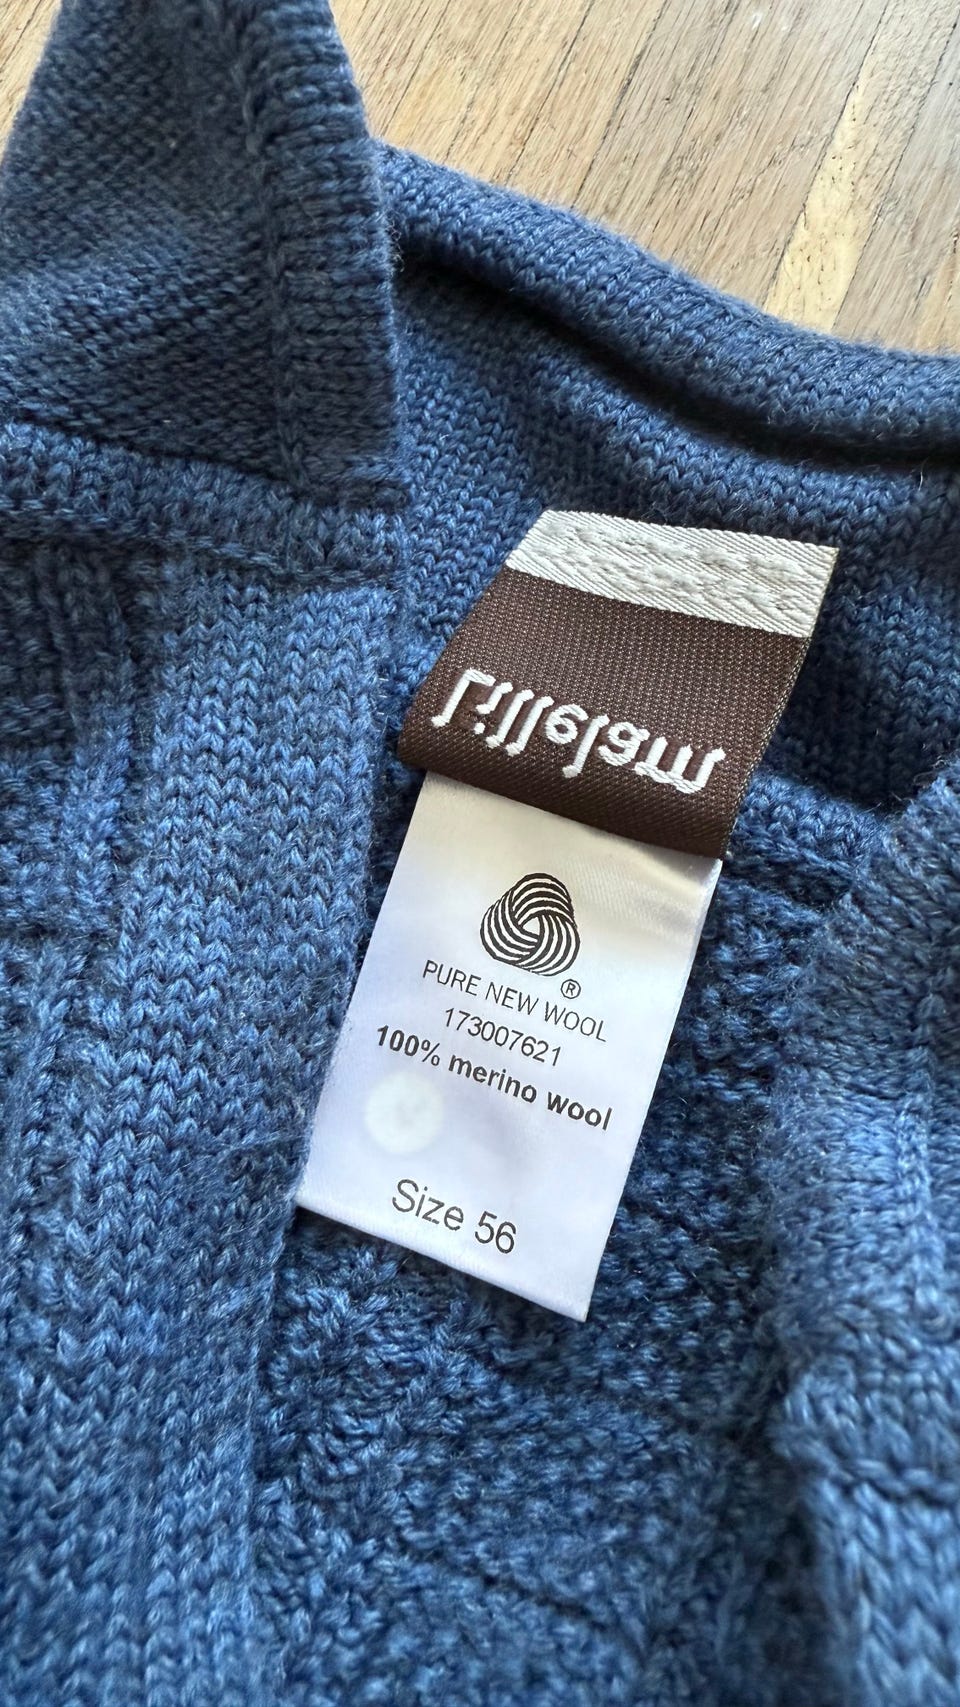 Lillelam
®
PURE NEW WOOL
173007621
100% merino wool
Size 56